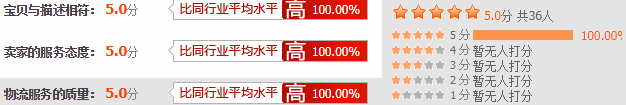 宝贝与描述相符： 5.0分 比同行业平均水平 高 100.00%
卖家的服务态度： 5.0分 比同行业平均水平 高 100.00%
物流服务的质量： 5.0分 比同行业平均水平 高 100.00%
5.0分 共36人
5 分 100.00%
4 分 暂无人打分
3 分 暂无人打分
2 分 暂无人打分
1 分 暂无人打分